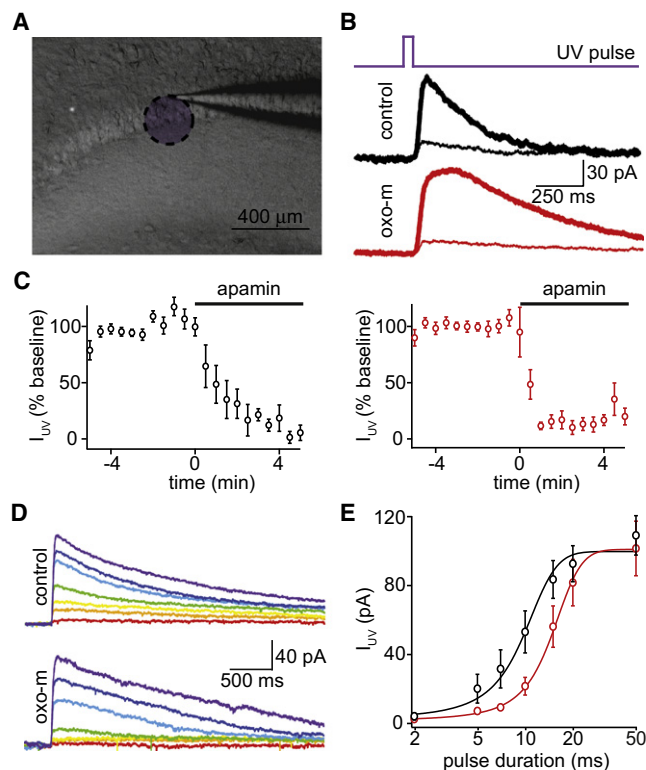 A
400 μm
B
UV pulse
control
30 pA
250 ms
oxo-m
C
apamin
100
50
0
I_UV (% baseline)
-4
0
4
time (min)
apamin
100
50
0
I_UV (% baseline)
-4
0
4
time (min)
D
control
40 pA
500 ms
oxo-m
E
120
80
40
0
I_UV (pA)
2
5
10
20
50
pulse duration (ms)